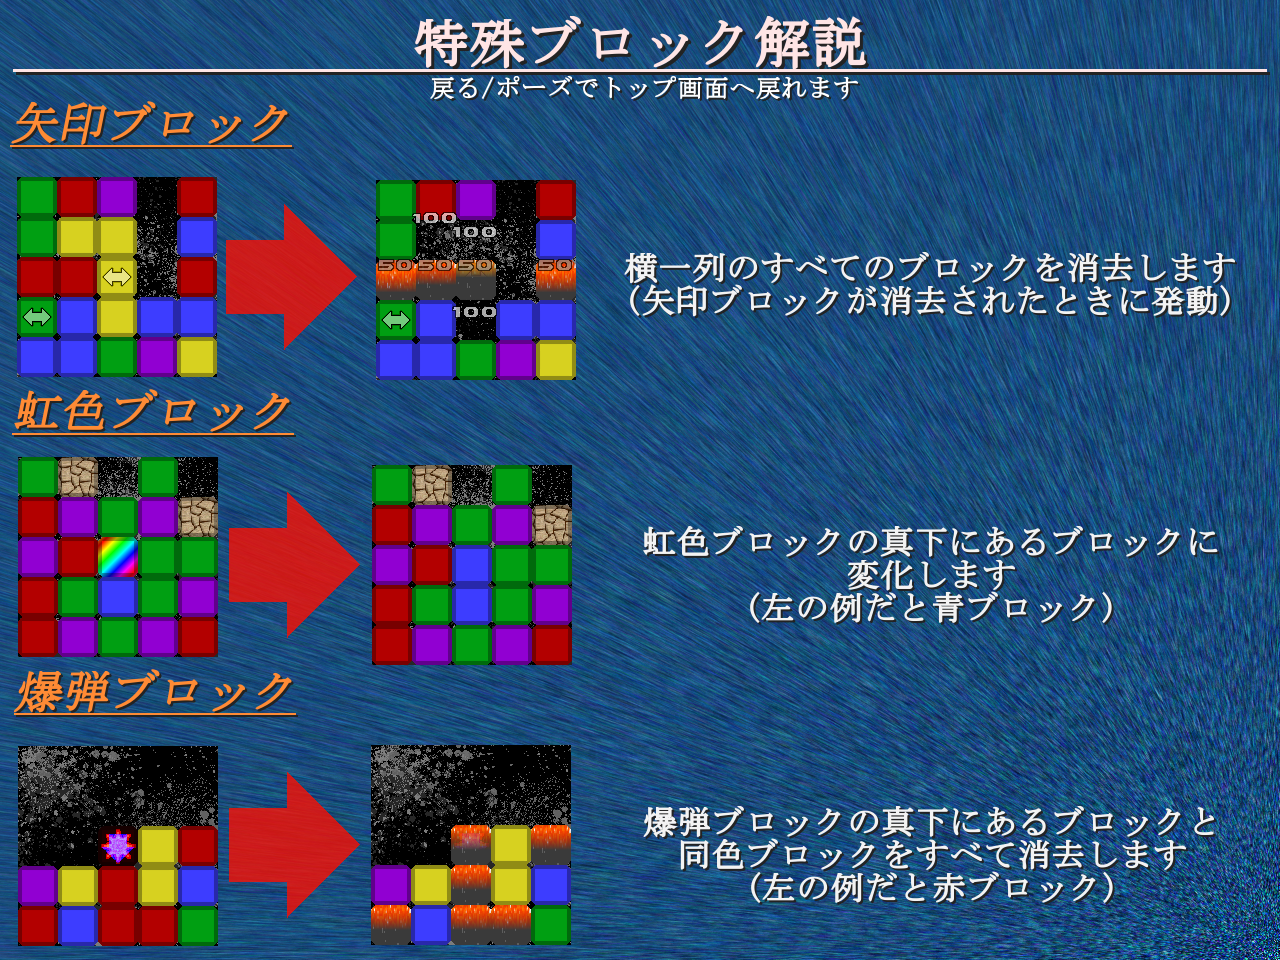 特殊ブロック解説
戻る/ポーズでトップ画面へ戻れます
矢印ブロック
100
100
50 50 50 50
100
横一列のすべてのブロックを消去します
(矢印ブロックが消去されたときに発動)
虹色ブロック
虹色ブロックの真下にあるブロックに
変化します
(左の例だと青ブロック)
爆弾ブロック
爆弾ブロックの真下にあるブロックと
同色ブロックをすべて消去します
(左の例だと赤ブロック)